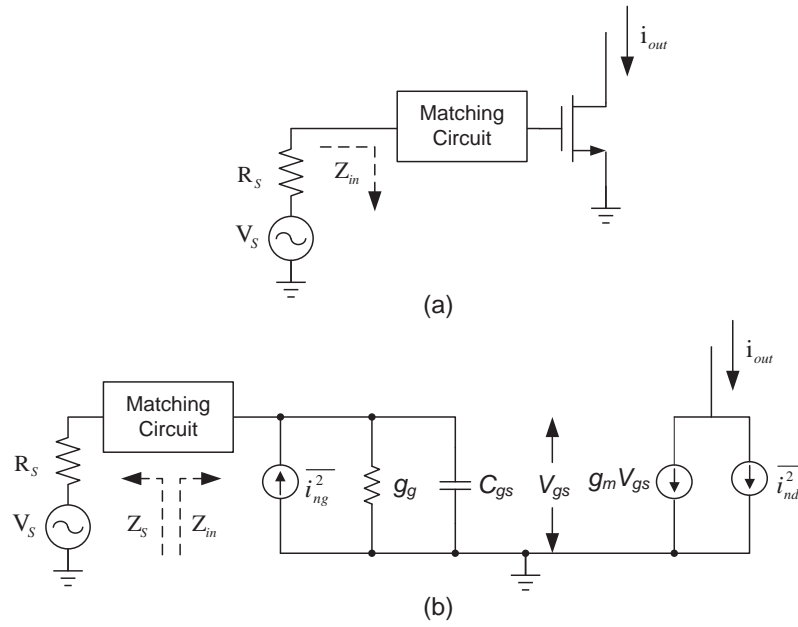 i_out
Matching
Circuit
R_S
Z_in
V_S
(a)
i_out
Matching
Circuit
R_S
V_S
Z_S
Z_in
i_ng^2
g_g
C_gs
V_gs
g_mV_gs
i_nd^2
(b)